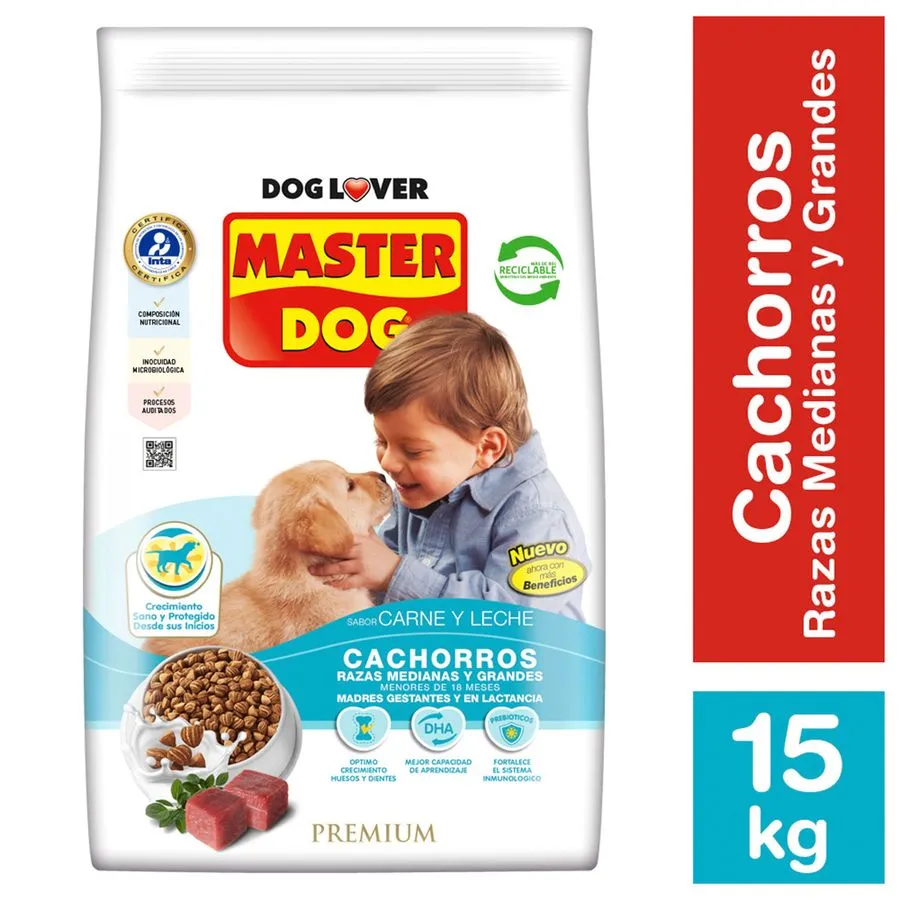 DOG LOVER
MASTER
DOG
CERTIFICA
inta
CERTIFICA
COMPOSICIÓN
NUTRICIONAL
INOCUIDAD
MICROBIOLÓGICA
PROCESOS
AUDITADOS
RECICLABLE
Nuevo
ahora con
más
Beneficios
Crecimiento
Sano y Protegido
Desde sus Inicios
SABOR CARNE Y LECHE
CACHORROS
RAZAS MEDIANAS Y GRANDES
MENORES DE 18 MESES
MADRES GESTANTES Y EN LACTANCIA
DHA
PREBIOTICOS
OPTIMO
CRECIMIENTO
HUESOS Y DIENTES
MEJOR CAPACIDAD
DE APRENDIZAJE
FORTALECE
EL SISTEMA
INMUNOLOGICO
PREMIUM
Cachorros
Razas Medianas y Grandes
15
kg